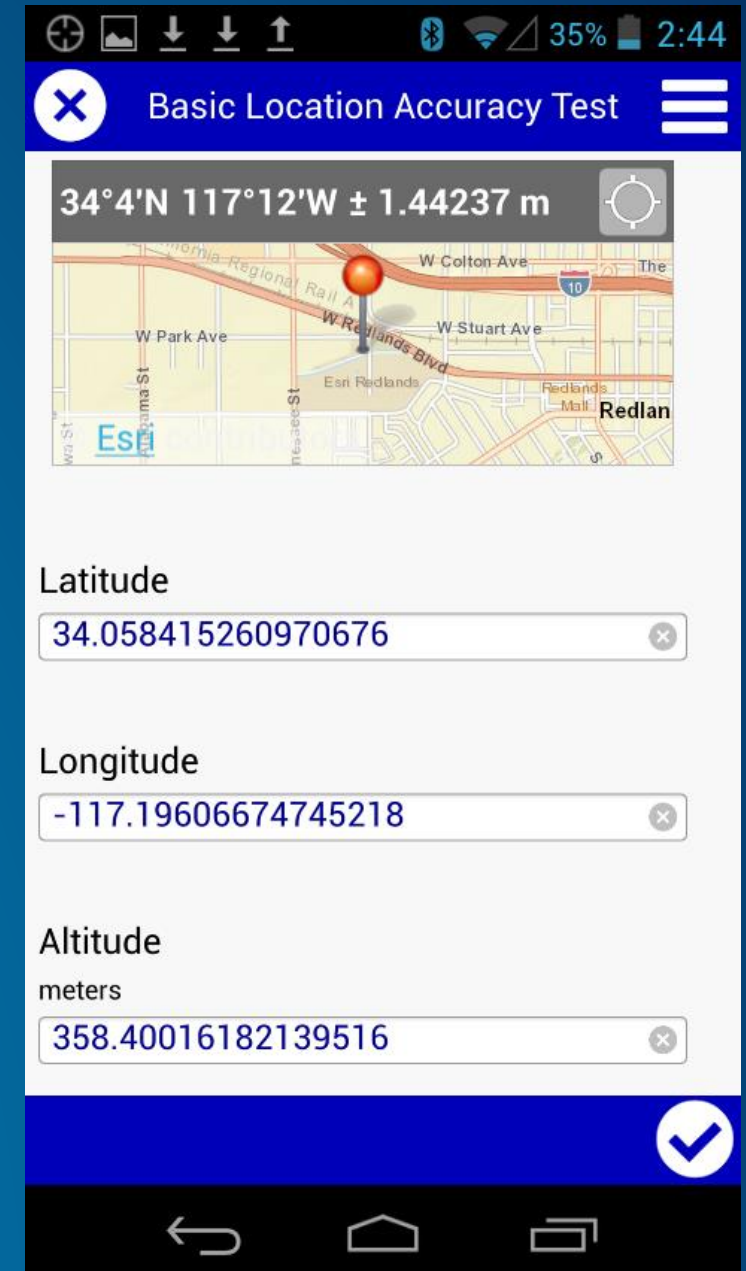 35% 2:44
Basic Location Accuracy Test
34°4'N 117°12'W ± 1.44237 m
W Colton Ave
The
Regional Rail A
10
W Redlands Blvd
W Stuart Ave
W Park Ave
Esri Redlands
Redlands
Mall
Redlan
Esri
Latitude
34.058415260970676
Longitude
-117.19606674745218
Altitude
meters
358.40016182139516